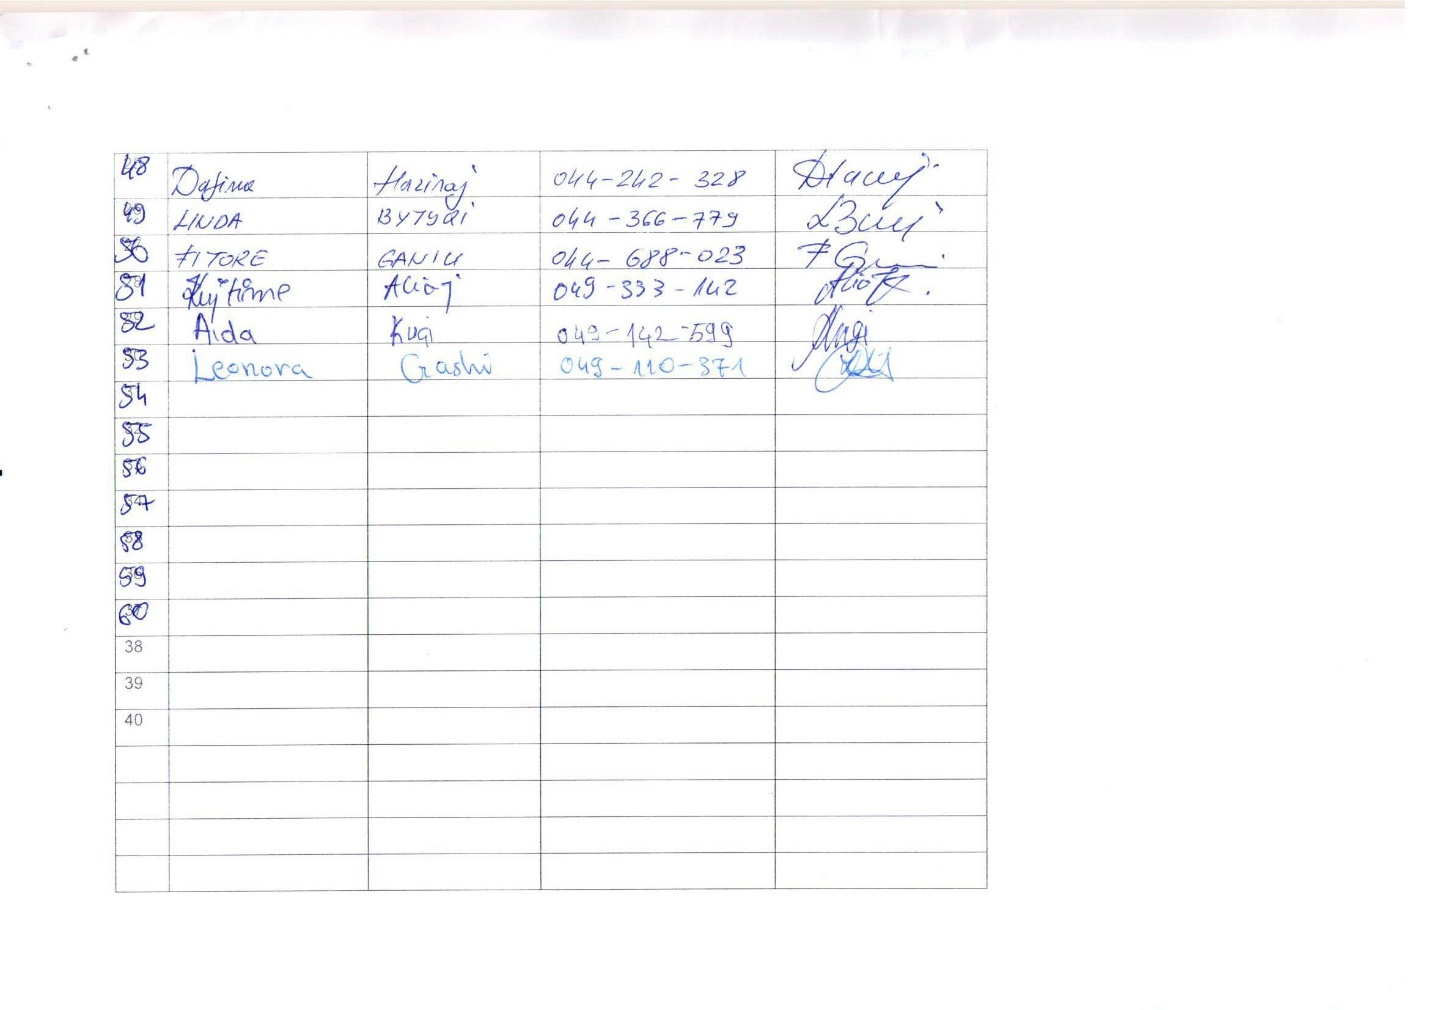 48 Dafina Haziraj 044-242-328
49 LINDA BYTYQI 044-366-779
50 FITORE GANIU 044-688-023
51 Kujtime Aliaj 049-333-142
52 Aida Kuqi 049-142-599
53 Leonora Gashi 049-110-371
54
55
56
57
58
59
60
38
39
40